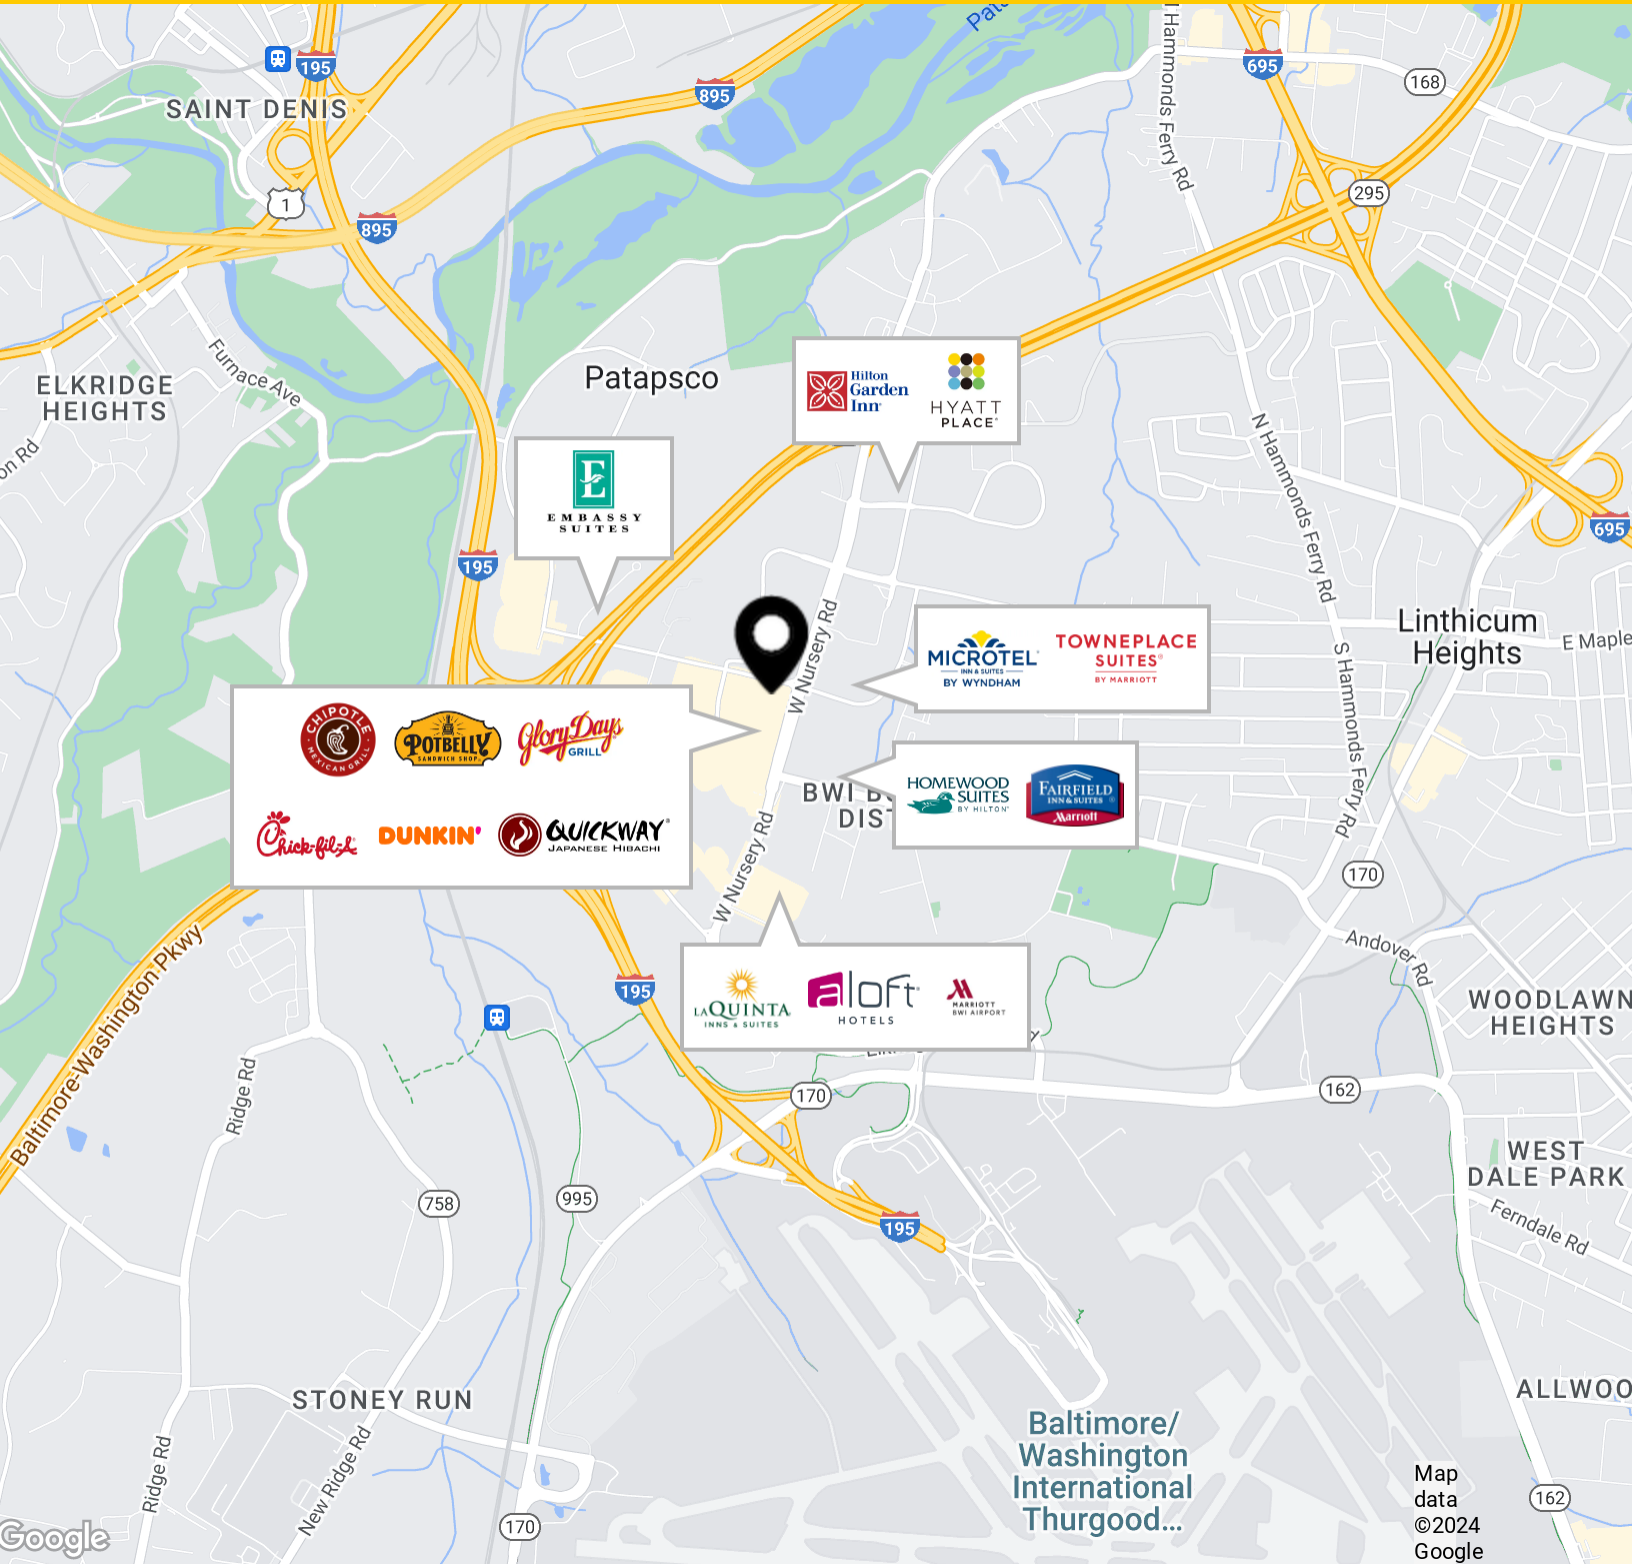 195
SAINT DENIS
1
895
895
N Hammonds Ferry Rd
695
168
295
ELKRIDGE
HEIGHTS
Furnace Ave
Patapsco
Hilton
Garden
Inn
HYATT
PLACE
EMBASSY
SUITES
195
N Hammonds Ferry Rd
695
Linthicum
Heights
E Maple
S Hammonds Ferry Rd
W Nursery Rd
MICROTEL
INN & SUITES
BY WYNDHAM
TOWNEPLACE
SUITES
BY MARRIOTT
CHIPOTLE
MEXICAN GRILL
POTBELLY
SANDWICH SHOP
Glory Days
GRILL
Chick-fil-A
DUNKIN'
QUICKWAY
JAPANESE HIBACHI
BWI B
DIS
HOMEWOOD
SUITES
BY HILTON
FAIRFIELD
INN & SUITES
Marriott
W Nursery Rd
170
Andover Rd
Baltimore-Washington Pkwy
195
LAQUINTA
INNS & SUITES
aloft
HOTELS
MARRIOTT
BWI AIRPORT
WOODLAWN
HEIGHTS
Ridge Rd
170
162
WEST
DALE PARK
Ferndale Rd
758
995
195
STONEY RUN
New Ridge Rd
Ridge Rd
170
Baltimore/
Washington
International
Thurgood...
ALLWOO
162
Google
Map
data
©2024
Google